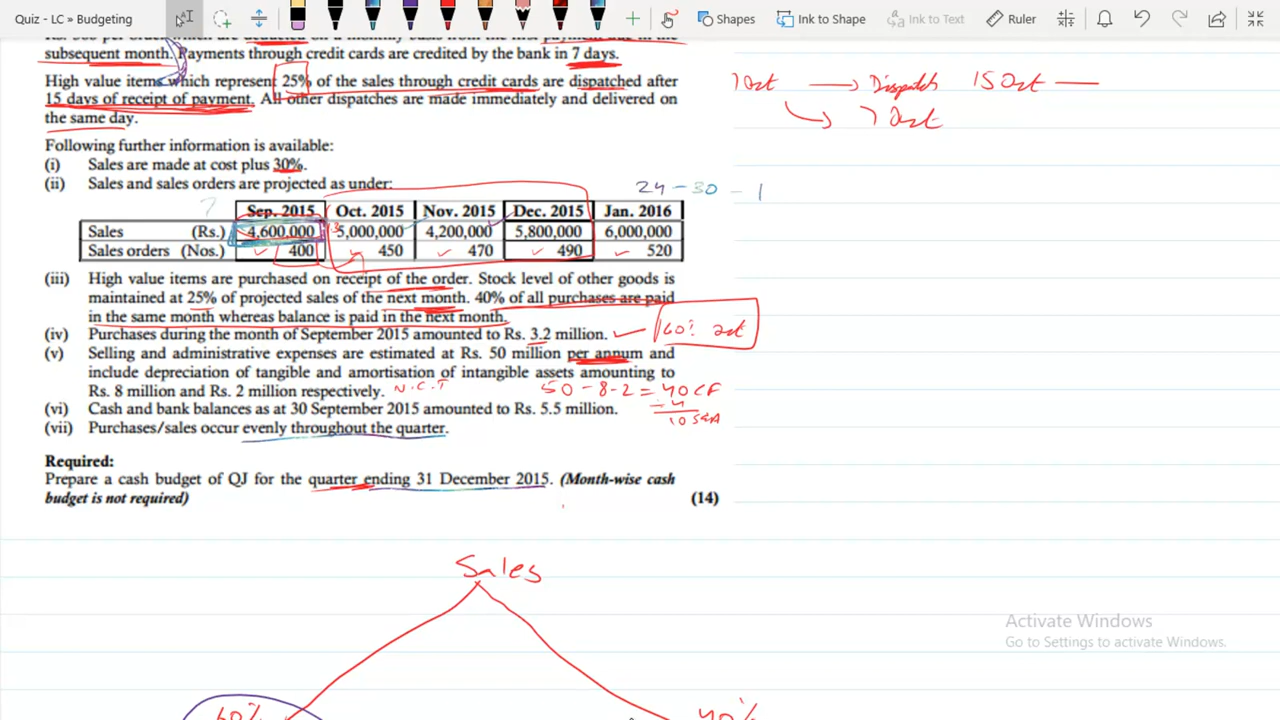 Quiz - LC » Budgeting
Shapes
Ink to Shape
Ink to Text
Ruler
subsequent month. Payments through credit cards are credited by the bank in 7 days.
High value items which represent 25% of the sales through credit cards are dispatched after
15 days of receipt of payment. All other dispatches are made immediately and delivered on
the same day.
1 Oct → Dispatch 15 Oct —
7 Oct
Following further information is available:
(i) Sales are made at cost plus 30%.
(ii) Sales and sales orders are projected as under:
24 - 30 - 1
7
Sep. 2015 Oct. 2015 Nov. 2015 Dec. 2015 Jan. 2016
Sales (Rs.) 4,600,000 5,000,000 4,200,000 5,800,000 6,000,000
Sales orders (Nos.) 400 450 470 490 520
(iii) High value items are purchased on receipt of the order. Stock level of other goods is
maintained at 25% of projected sales of the next month. 40% of all purchases are paid
in the same month whereas balance is paid in the next month.
(iv) Purchases during the month of September 2015 amounted to Rs. 3.2 million.
60% oct
(v) Selling and administrative expenses are estimated at Rs. 50 million per annum and
include depreciation of tangible and amortisation of intangible assets amounting to
Rs. 8 million and Rs. 2 million respectively. N.C.T 50 - 8 - 2 = 40 CF
÷ 4
10 S&A
(vi) Cash and bank balances as at 30 September 2015 amounted to Rs. 5.5 million.
(vii) Purchases/sales occur evenly throughout the quarter.
Required:
Prepare a cash budget of QJ for the quarter ending 31 December 2015. (Month-wise cash
budget is not required) (14)
Sales
60% 40%
Activate Windows
Go to Settings to activate Windows.